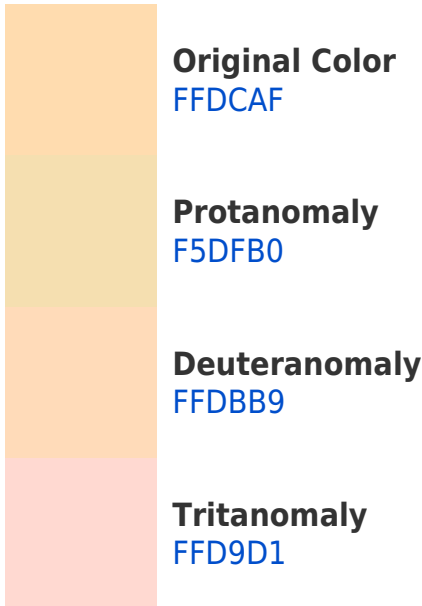 Original Color
FFDCAF
Protanomaly
F5DFB0
Deuteranomaly
FFDBB9
Tritanomaly
FFD9D1